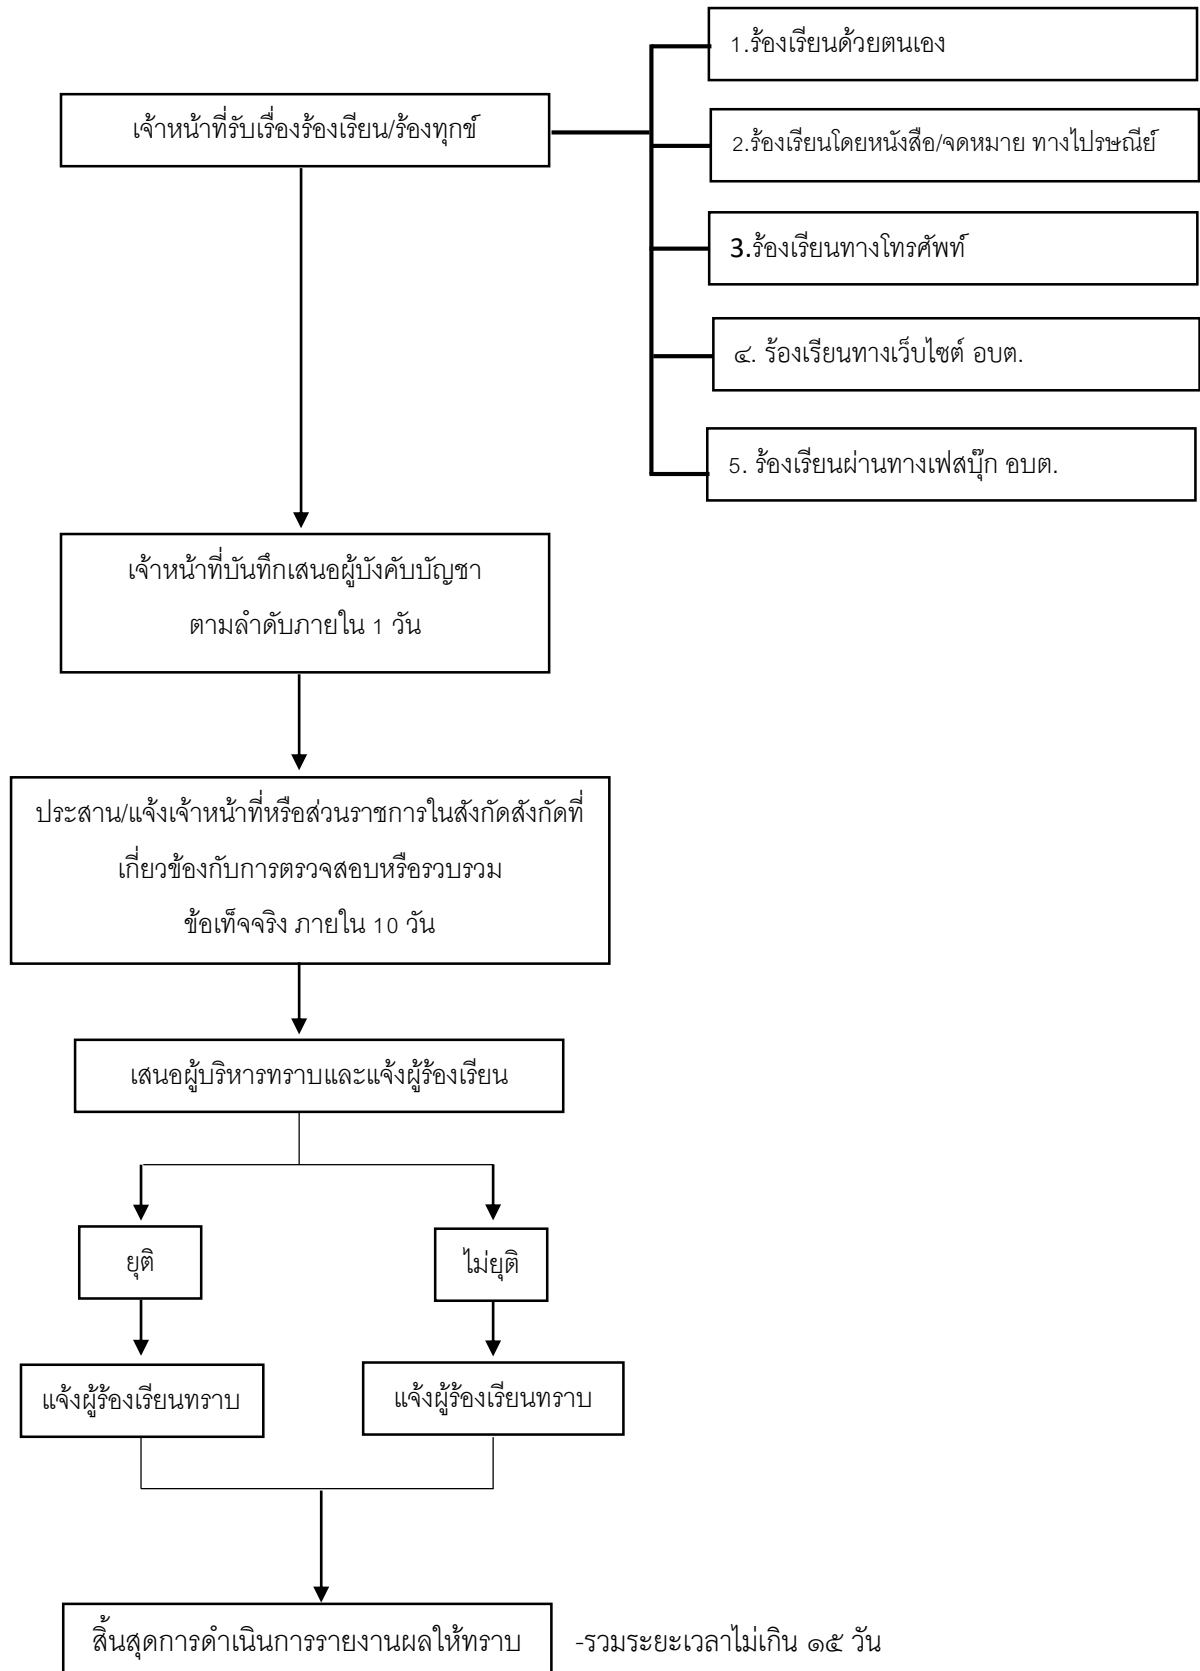 1.ร้องเรียนด้วยตนเอง
เจ้าหน้าที่รับเรื่องร้องเรียน/ร้องทุกข์
2.ร้องเรียนโดยหนังสือ/จดหมาย ทางไปรษณีย์
3.ร้องเรียนทางโทรศัพท์
๔. ร้องเรียนทางเว็บไซต์ อบต.
5. ร้องเรียนผ่านทางเฟสบุ๊ก อบต.
เจ้าหน้าที่บันทึกเสนอผู้บังคับบัญชา
ตามลำดับภายใน 1 วัน
ประสาน/แจ้งเจ้าหน้าที่หรือส่วนราชการในสังกัดสังกัดที่
เกี่ยวข้องกับการตรวจสอบหรือรวบรวม
ข้อเท็จจริง ภายใน 10 วัน
เสนอผู้บริหารทราบและแจ้งผู้ร้องเรียน
ยุติ
ไม่ยุติ
แจ้งผู้ร้องเรียนทราบ
แจ้งผู้ร้องเรียนทราบ
สิ้นสุดการดำเนินการรายงานผลให้ทราบ
-รวมระยะเวลาไม่เกิน ๑๕ วัน